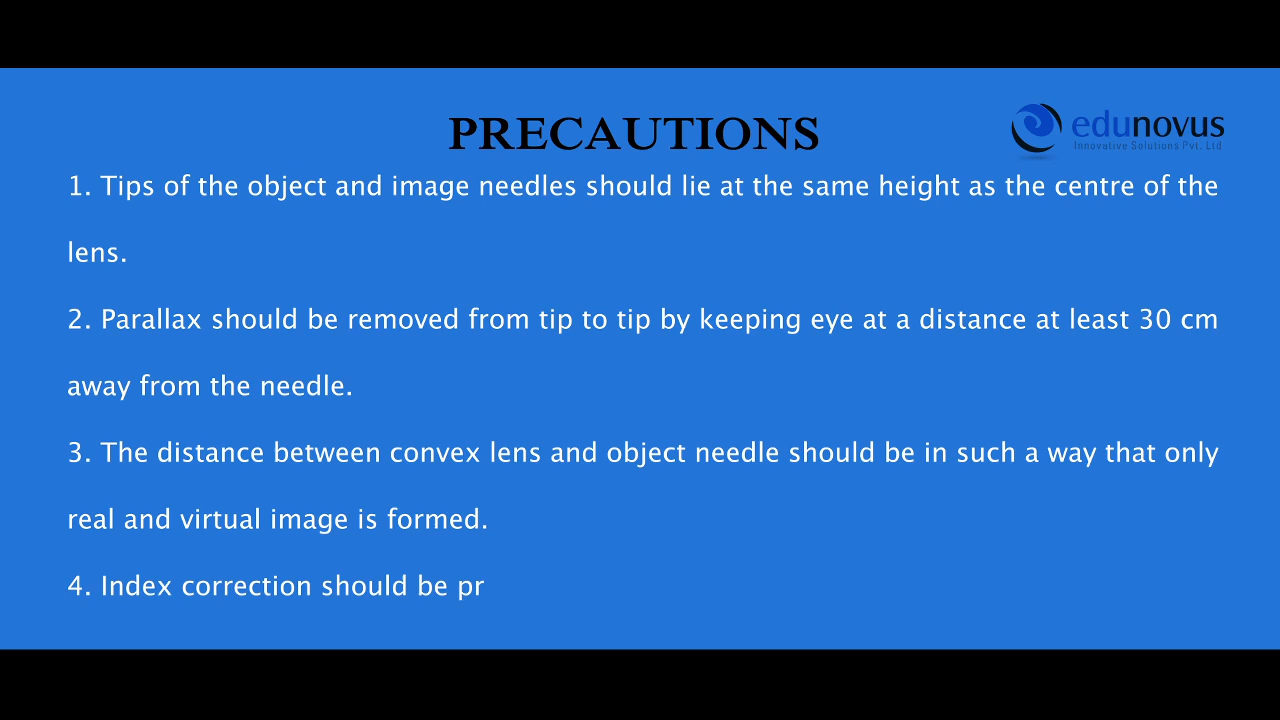 PRECAUTIONS
edunovus
Innovative Solutions Pvt. Ltd
1. Tips of the object and image needles should lie at the same height as the centre of the
lens.
2. Parallax should be removed from tip to tip by keeping eye at a distance at least 30 cm
away from the needle.
3. The distance between convex lens and object needle should be in such a way that only
real and virtual image is formed.
4. Index correction should be pr